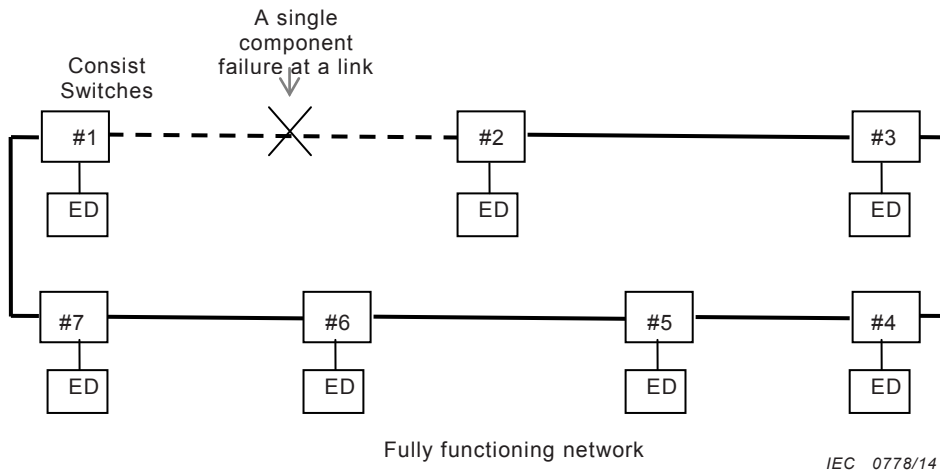 A single
component
failure at a link
Consist
Switches
#1
#2
#3
ED
ED
ED
#7
#6
#5
#4
ED
ED
ED
ED
Fully functioning network
IEC 0778/14